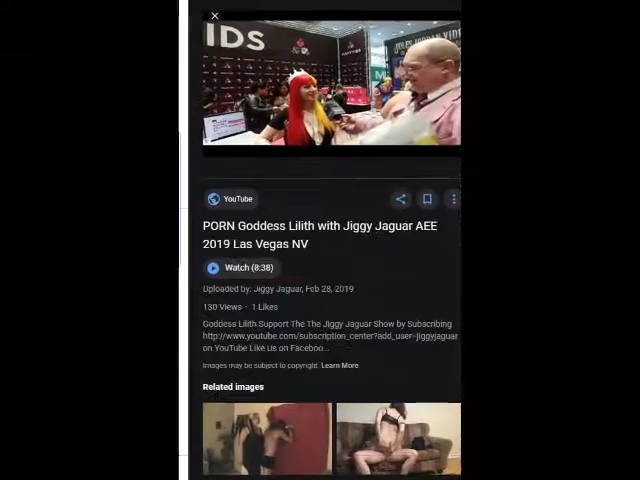 IDS
JULES JORDAN VIDEO
YouTube
PORN Goddess Lilith with Jiggy Jaguar AEE
2019 Las Vegas NV
Watch (8:38)
Uploaded by: Jiggy Jaguar, Feb 28, 2019
130 Views · 1 Likes
Goddess Lilith Support The The Jiggy Jaguar Show by Subscribing
http://www.youtube.com/subscription_center?add_user=jiggyjaguar
on YouTube Like Us on Faceboo...
Images may be subject to copyright. Learn More
Related images